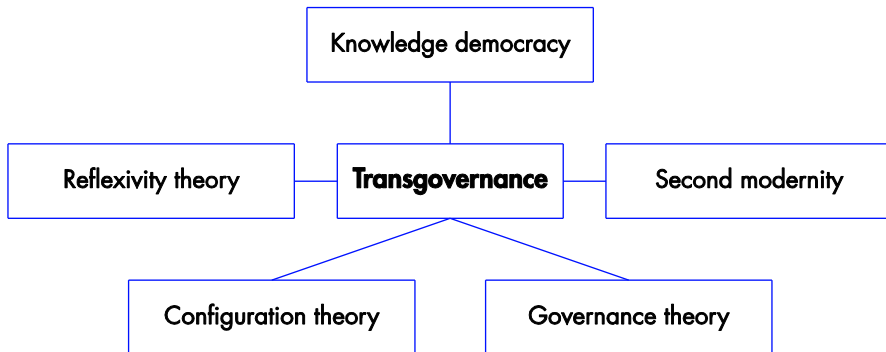 Knowledge democracy
Reflexivity theory
Transgovernance
Second modernity
Configuration theory
Governance theory